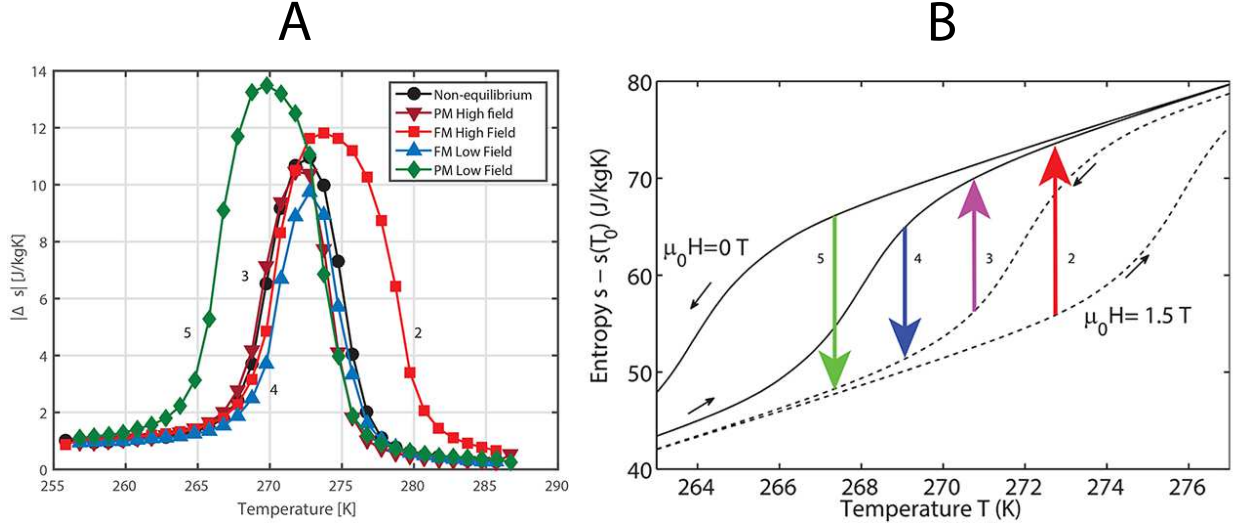 A
B
14
12
10
8
6
4
2
0
|Δ s| [J/kgK]
Non-equilibrium
PM High field
FM High Field
FM Low Field
PM Low Field
3
5
2
4
255 260 265 270 275 280 285 290
Temperature [K]
80
70
60
50
40
Entropy s − s(T₀) (J/kgK)
μ₀H=0 T
5
4
3
2
μ₀H= 1.5 T
264 266 268 270 272 274 276
Temperature T (K)